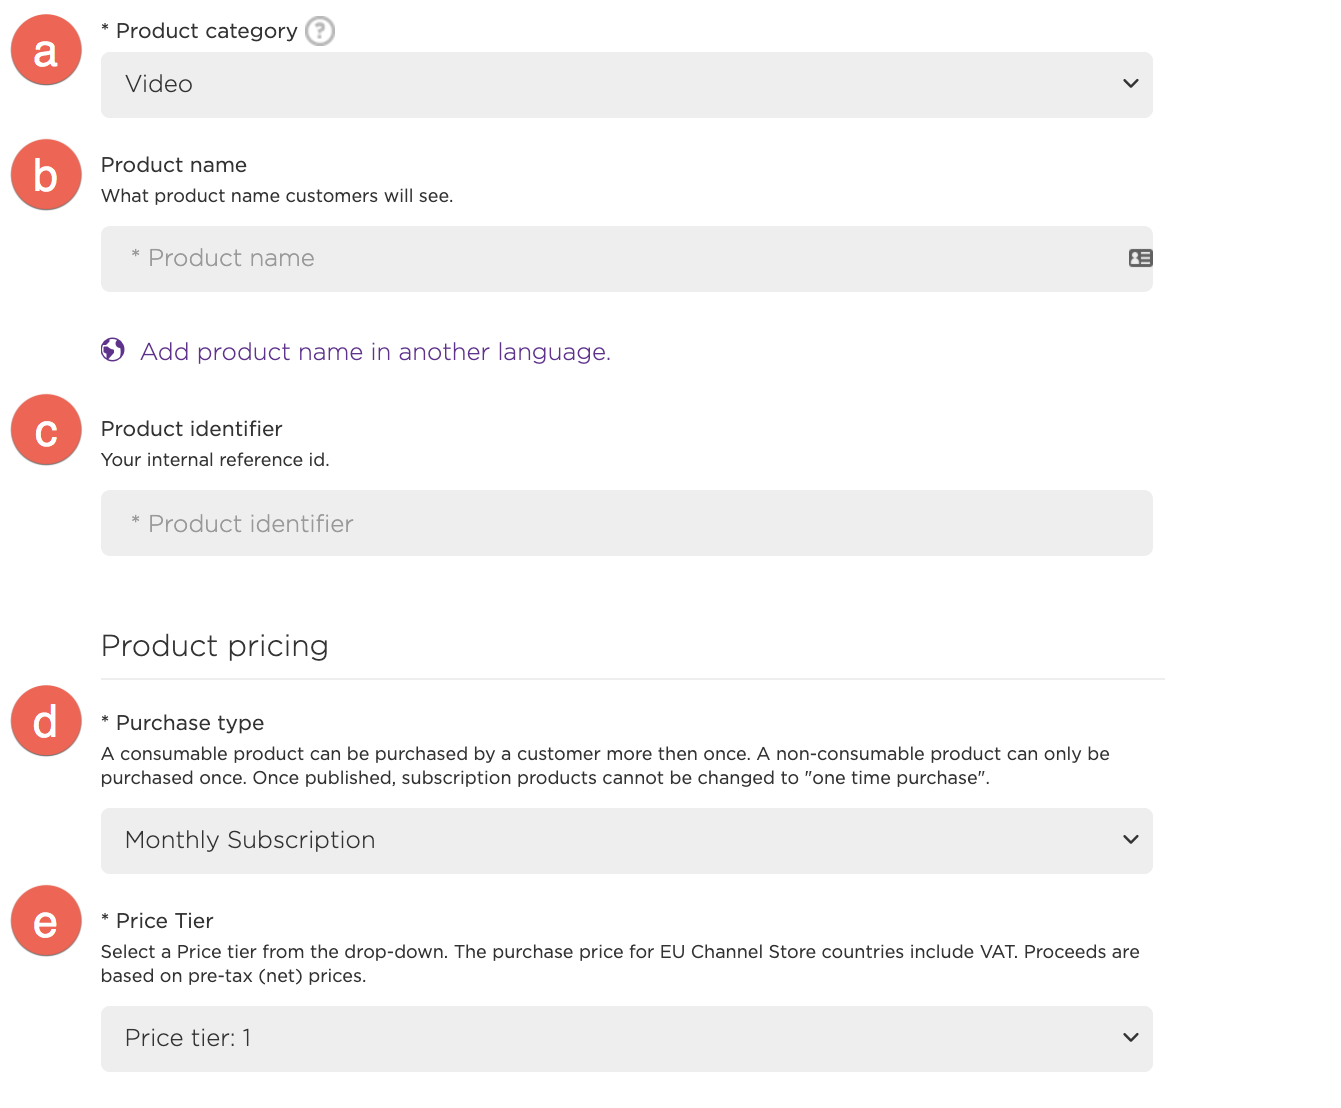 a
* Product category ?
Video
b
Product name
What product name customers will see.
* Product name
Add product name in another language.
c
Product identifier
Your internal reference id.
* Product identifier
Product pricing
d
* Purchase type
A consumable product can be purchased by a customer more then once. A non-consumable product can only be
purchased once. Once published, subscription products cannot be changed to "one time purchase".
Monthly Subscription
e
* Price Tier
Select a Price tier from the drop-down. The purchase price for EU Channel Store countries include VAT. Proceeds are
based on pre-tax (net) prices.
Price tier: 1